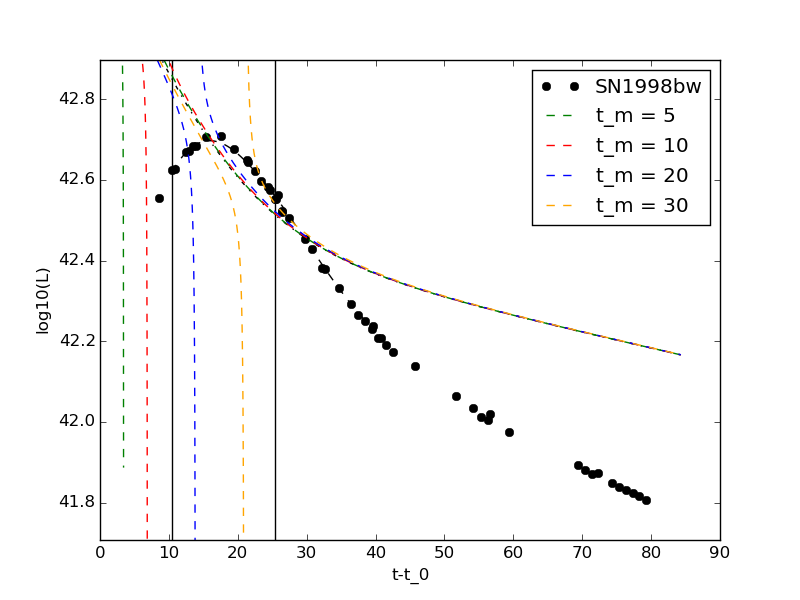 SN1998bw
t_m = 5
t_m = 10
t_m = 20
t_m = 30
42.8
42.6
42.4
42.2
42.0
41.8
log10(L)
0 10 20 30 40 50 60 70 80 90
t-t_0